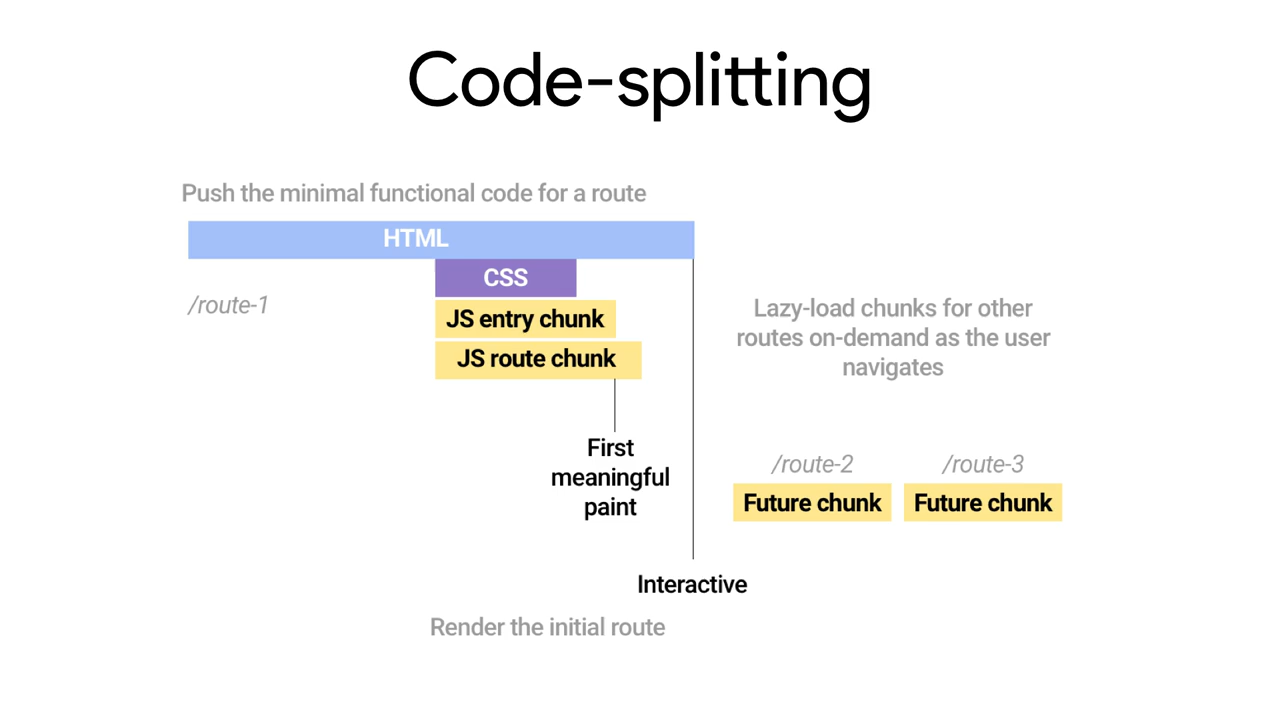 Code-splitting
Push the minimal functional code for a route
HTML
CSS
/route-1
JS entry chunk
JS route chunk
First
meaningful
paint
Interactive
Render the initial route
Lazy-load chunks for other
routes on-demand as the user
navigates
/route-2
/route-3
Future chunk
Future chunk